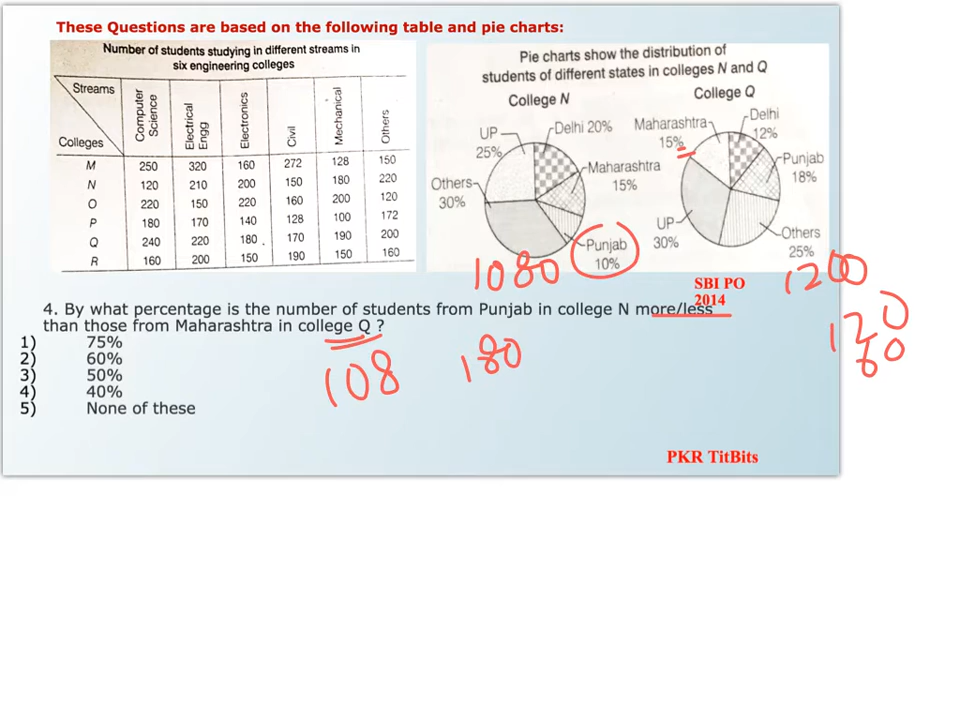 These Questions are based on the following table and pie charts:
Number of students studying in different streams in
six engineering colleges
Streams
Colleges
Computer Science
Electrical Engg
Electronics
Civil
Mechanical
Others
M 250 320 160 272 128 150
N 120 210 200 150 180 220
O 220 150 220 160 200 120
P 180 170 140 128 100 172
Q 240 220 180 170 190 200
R 160 200 150 190 150 160
Pie charts show the distribution of
students of different states in colleges N and Q
College N
UP
25%
Delhi 20%
Maharashtra
15%
Others
30%
Punjab
10%
College Q
Maharashtra
15%
Delhi
12%
Punjab
18%
UP
30%
Others
25%
1080
1200
SBI PO
2014
120
60
4. By what percentage is the number of students from Punjab in college N more/less
than those from Maharashtra in college Q ?
1) 75%
2) 60%
3) 50%
4) 40%
5) None of these
108 180
PKR TitBits